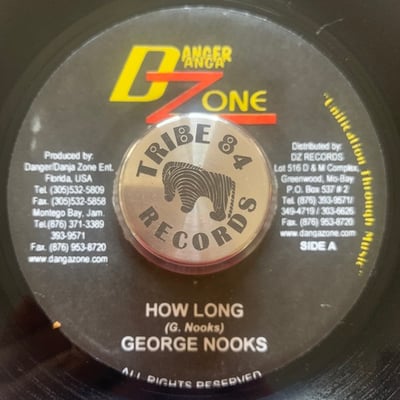 DANGER
DANGA
ZONE
"Unification Through Music"
Produced by:
Danger/Danja Zone Ent.
Florida, USA
Tel. (305)532-5809
Fax. (305)532-5858
Montego Bay, Jam.
Tel.(876) 371-3389
393-9571
Fax. (876) 953-8720
www.dangazone.com
TRIBE 84
RECORDS
Distributed by:
DZ RECORDS
Lot 516 D & M Complex,
Greenwood, Mo-Bay
P.O. Box 537 # 2
Tel. (876) 393-9571/
349-4719 / 303-6626
Fax. (876) 953-8720
SIDE A
www.dangazone.com
HOW LONG
(G. Nooks)
GEORGE NOOKS
ALL RIGHTS RESERVED